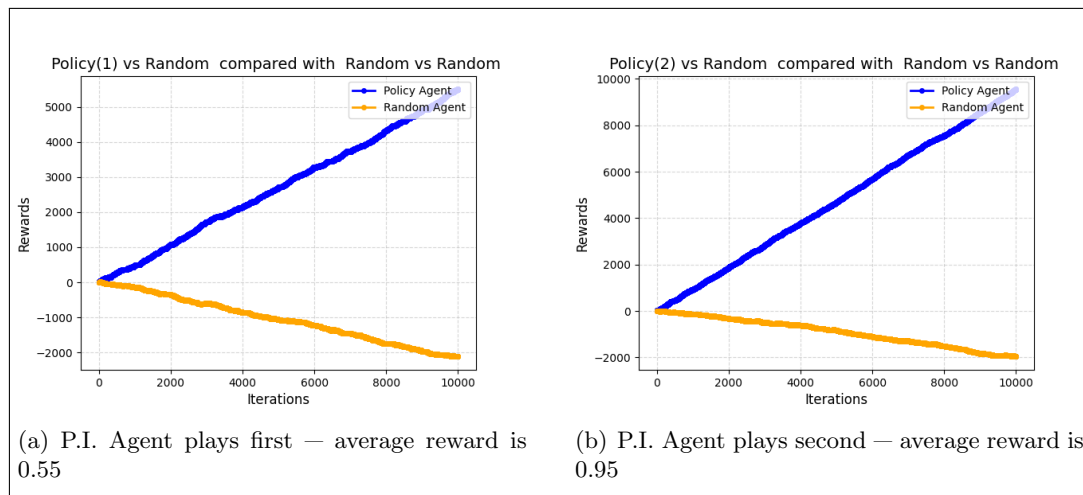 Policy(1) vs Random  compared with  Random vs Random
Policy Agent
Random Agent
5000
4000
3000
2000
1000
0
−1000
−2000
Rewards
0
2000
4000
6000
8000
10000
Iterations
(a) P.I. Agent plays first — average reward is
0.55
Policy(2) vs Random  compared with  Random vs Random
Policy Agent
Random Agent
10000
8000
6000
4000
2000
0
−2000
Rewards
0
2000
4000
6000
8000
10000
Iterations
(b) P.I. Agent plays second — average reward is
0.95